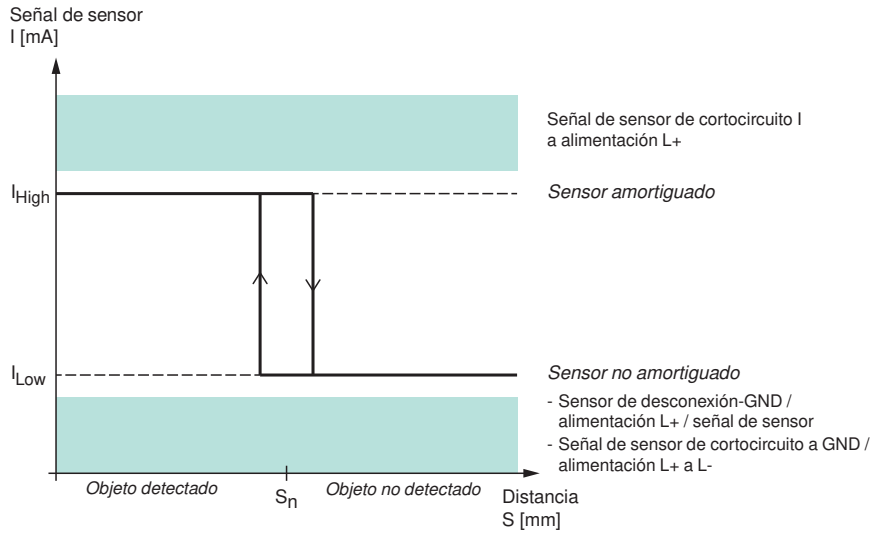 Señal de sensor
I [mA]
Señal de sensor de cortocircuito I
a alimentación L+
I High
Sensor amortiguado
I Low
Sensor no amortiguado
- Sensor de desconexión-GND /
alimentación L+ / señal de sensor
- Señal de sensor de cortocircuito a GND /
alimentación L+ a L-
Objeto detectado
Sn
Objeto no detectado
Distancia
S [mm]